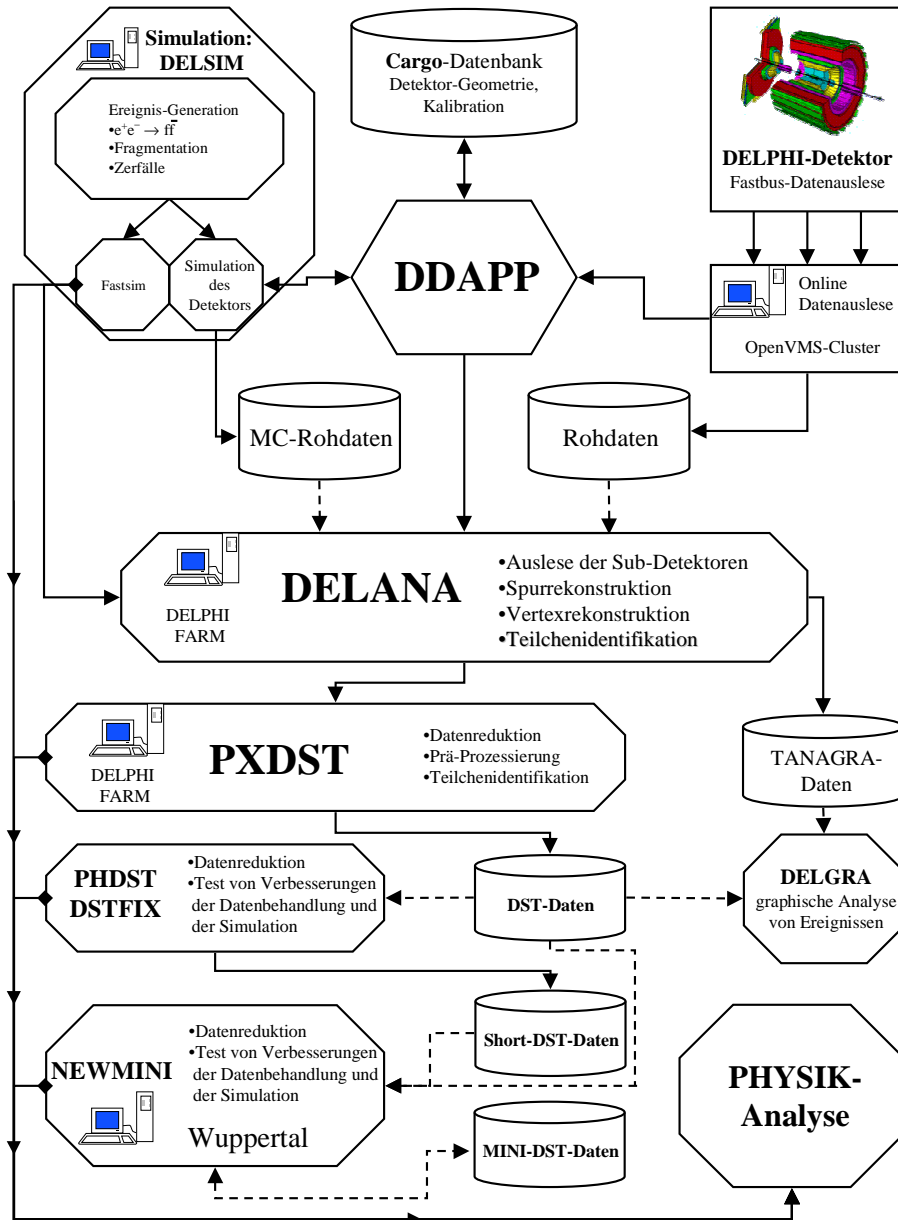 Simulation:
DELSIM
Ereignis-Generation
•e⁺e⁻ → ff̅
•Fragmentation
•Zerfälle
Fastsim
Simulation
des
Detektors
Cargo-Datenbank
Detektor-Geometrie,
Kalibration
DELPHI-Detektor
Fastbus-Datenauslese
DDAPP
Online
Datenauslese
OpenVMS-Cluster
MC-Rohdaten
Rohdaten
DELPHI
FARM
DELANA
•Auslese der Sub-Detektoren
•Spurrekonstruktion
•Vertexrekonstruktion
•Teilchenidentifikation
DELPHI
FARM
PXDST
•Datenreduktion
•Prä-Prozessierung
•Teilchenidentifikation
TANAGRA-
Daten
PHDST
DSTFIX
•Datenreduktion
•Test von Verbesserungen
der Datenbehandlung und
der Simulation
DST-Daten
DELGRA
graphische Analyse
von Ereignissen
NEWMINI
•Datenreduktion
•Test von Verbesserungen
der Datenbehandlung und
der Simulation
Wuppertal
Short-DST-Daten
MINI-DST-Daten
PHYSIK-
Analyse